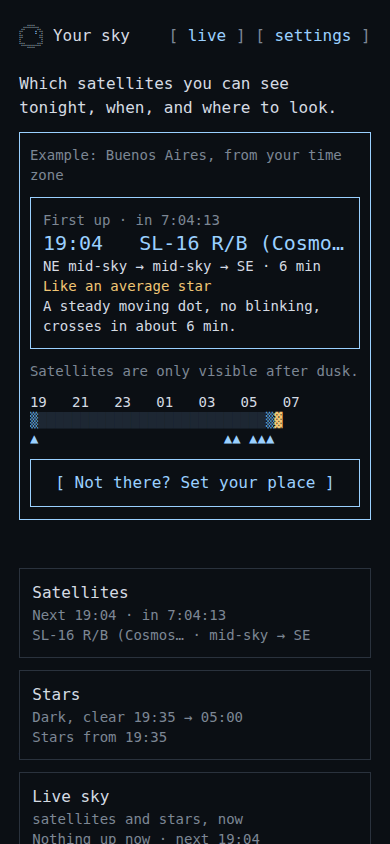 Your sky [ live ] [ settings ]
Which satellites you can see
tonight, when, and where to look.
Example: Buenos Aires, from your time
zone
First up · in 7:04:13
19:04 SL-16 R/B (Cosmo…
NE mid-sky → mid-sky → SE · 6 min
Like an average star
A steady moving dot, no blinking,
crosses in about 6 min.
Satellites are only visible after dusk.
19 21 23 01 03 05 07
[ Not there? Set your place ]
Satellites
Next 19:04 · in 7:04:13
SL-16 R/B (Cosmos… · mid-sky → SE
Stars
Dark, clear 19:35 → 05:00
Stars from 19:35
Live sky
satellites and stars, now
Nothing up now · next 19:04